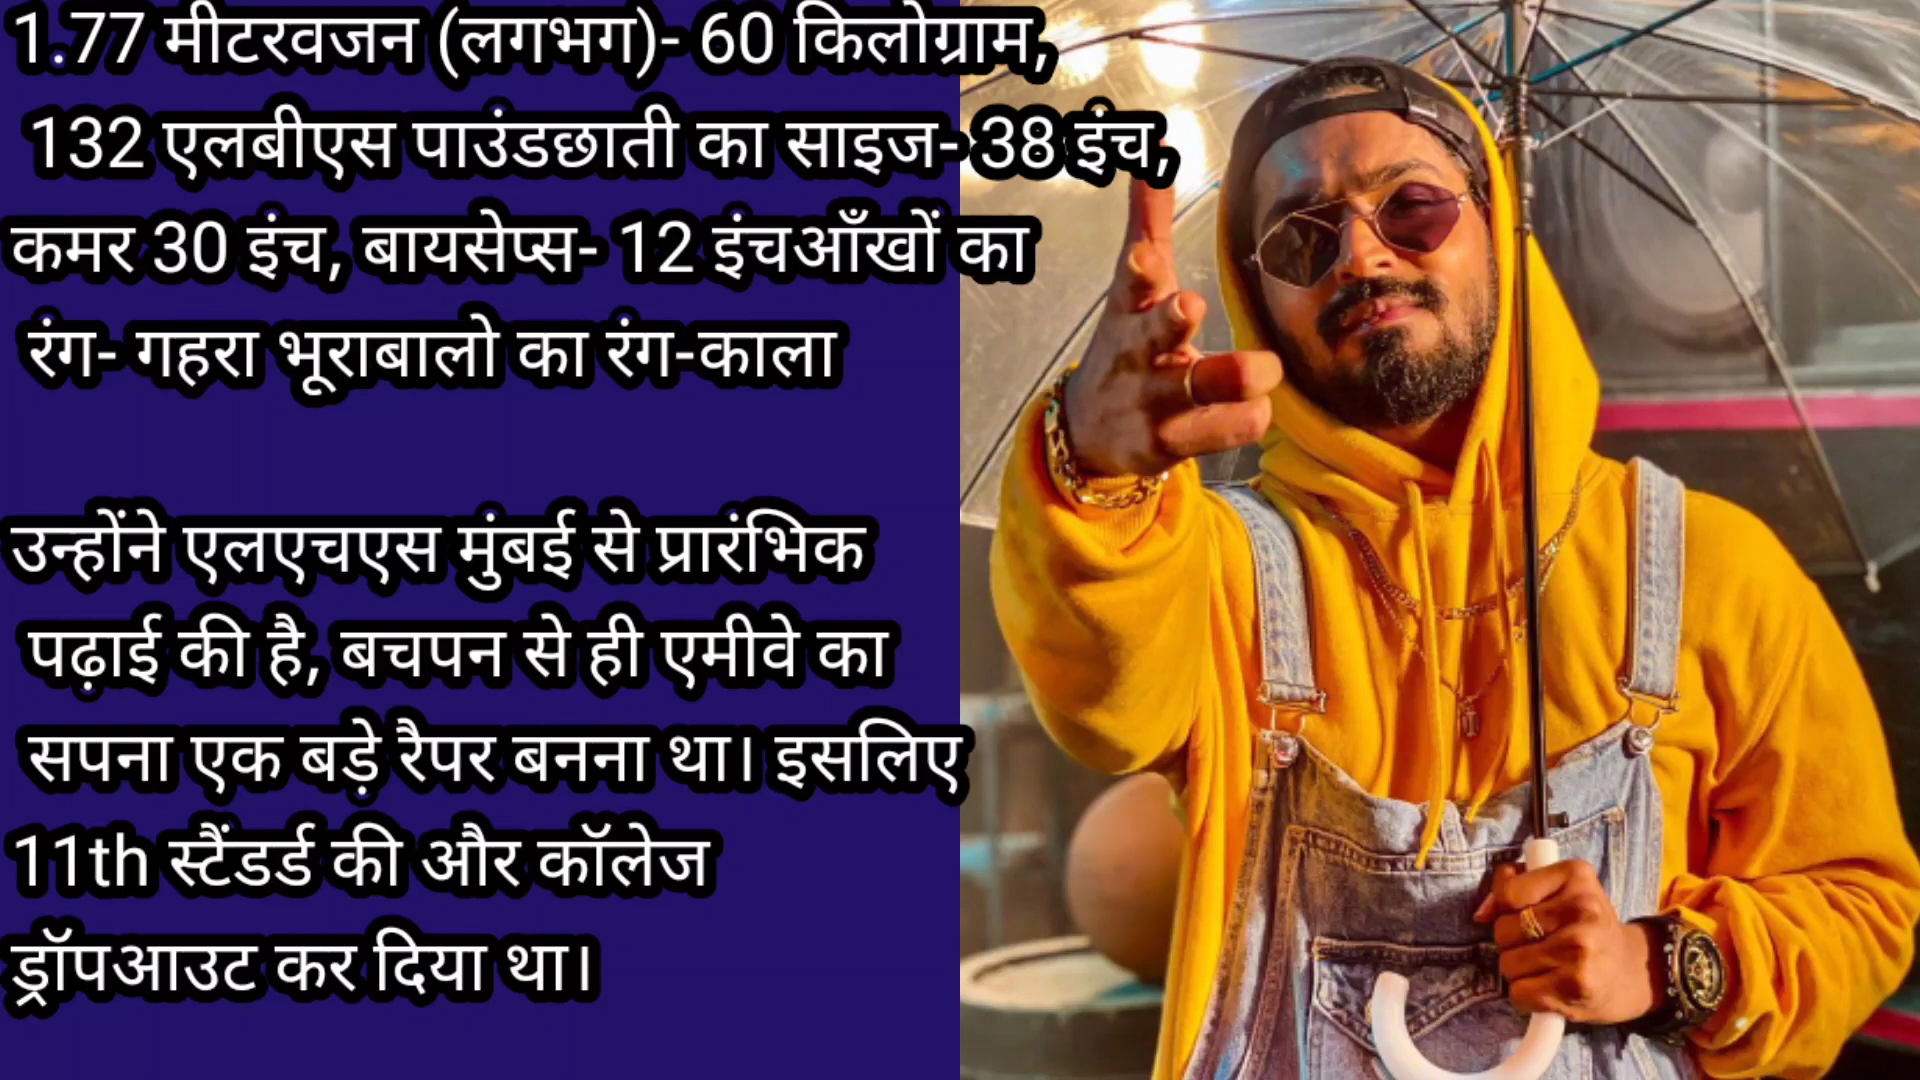 1.77 मीटरवजन (लगभग)- 60 किलोग्राम,
132 एलबीएस पाउंडछाती का साइज- 38 इंच,
कमर 30 इंच, बायसेप्स- 12 इंचआँखों का
रंग- गहरा भूराबालो का रंग-काला
उन्होंने एलएचएस मुंबई से प्रारंभिक
पढ़ाई की है, बचपन से ही एमीवे का
सपना एक बड़े रैपर बनना था। इसलिए
11th स्टैंडर्ड की और कॉलेज
ड्रॉपआउट कर दिया था।